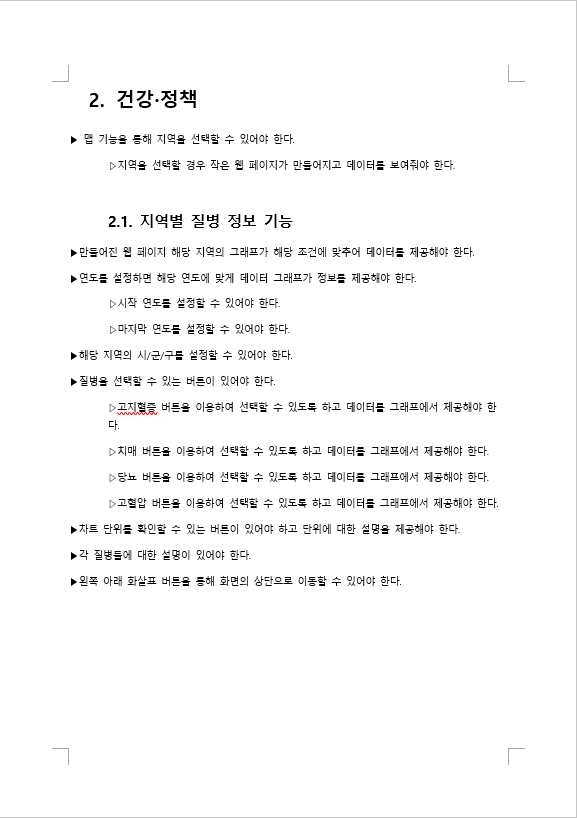 2. 건강·정책
▶ 맵 기능을 통해 지역을 선택할 수 있어야 한다.
▷지역을 선택할 경우 작은 웹 페이지가 만들어지고 데이터를 보여줘야 한다.
2.1. 지역별 질병 정보 기능
▶만들어진 웹 페이지 해당 지역의 그래프가 해당 조건에 맞추어 데이터를 제공해야 한다.
▶연도를 설정하면 해당 연도에 맞게 데이터 그래프가 정보를 제공해야 한다.
▷시작 연도를 설정할 수 있어야 한다.
▷마지막 연도를 설정할 수 있어야 한다.
▶해당 지역의 시/군/구를 설정할 수 있어야 한다.
▶질병을 선택할 수 있는 버튼이 있어야 한다.
▷고지혈증 버튼을 이용하여 선택할 수 있도록 하고 데이터를 그래프에서 제공해야 한
다.
▷치매 버튼을 이용하여 선택할 수 있도록 하고 데이터를 그래프에서 제공해야 한다.
▷당뇨 버튼을 이용하여 선택할 수 있도록 하고 데이터를 그래프에서 제공해야 한다.
▷고혈압 버튼을 이용하여 선택할 수 있도록 하고 데이터를 그래프에서 제공해야 한다.
▶차트 단위를 확인할 수 있는 버튼이 있어야 하고 단위에 대한 설명을 제공해야 한다.
▶각 질병들에 대한 설명이 있어야 한다.
▶왼쪽 아래 화살표 버튼을 통해 화면의 상단으로 이동할 수 있어야 한다.